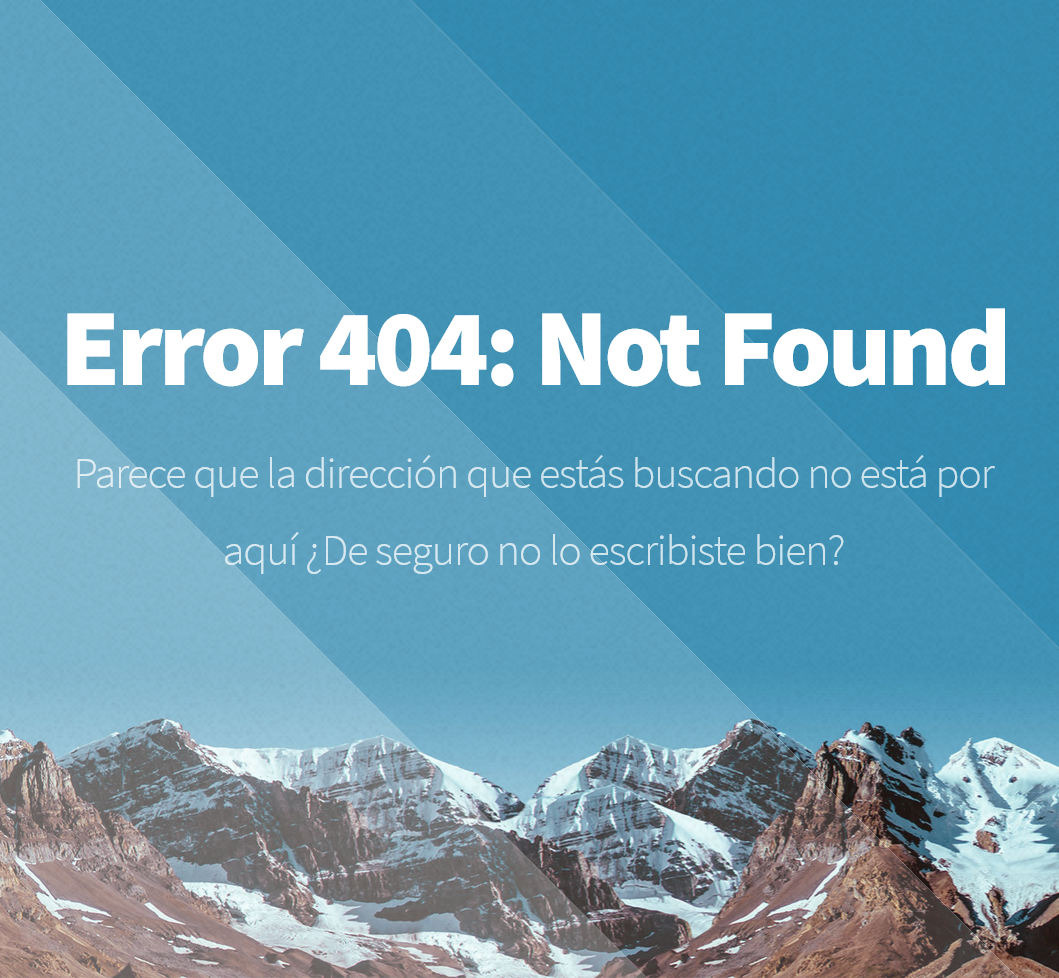 Error 404: Not Found
Parece que la dirección que estás buscando no está por
aquí ¿De seguro no lo escribiste bien?